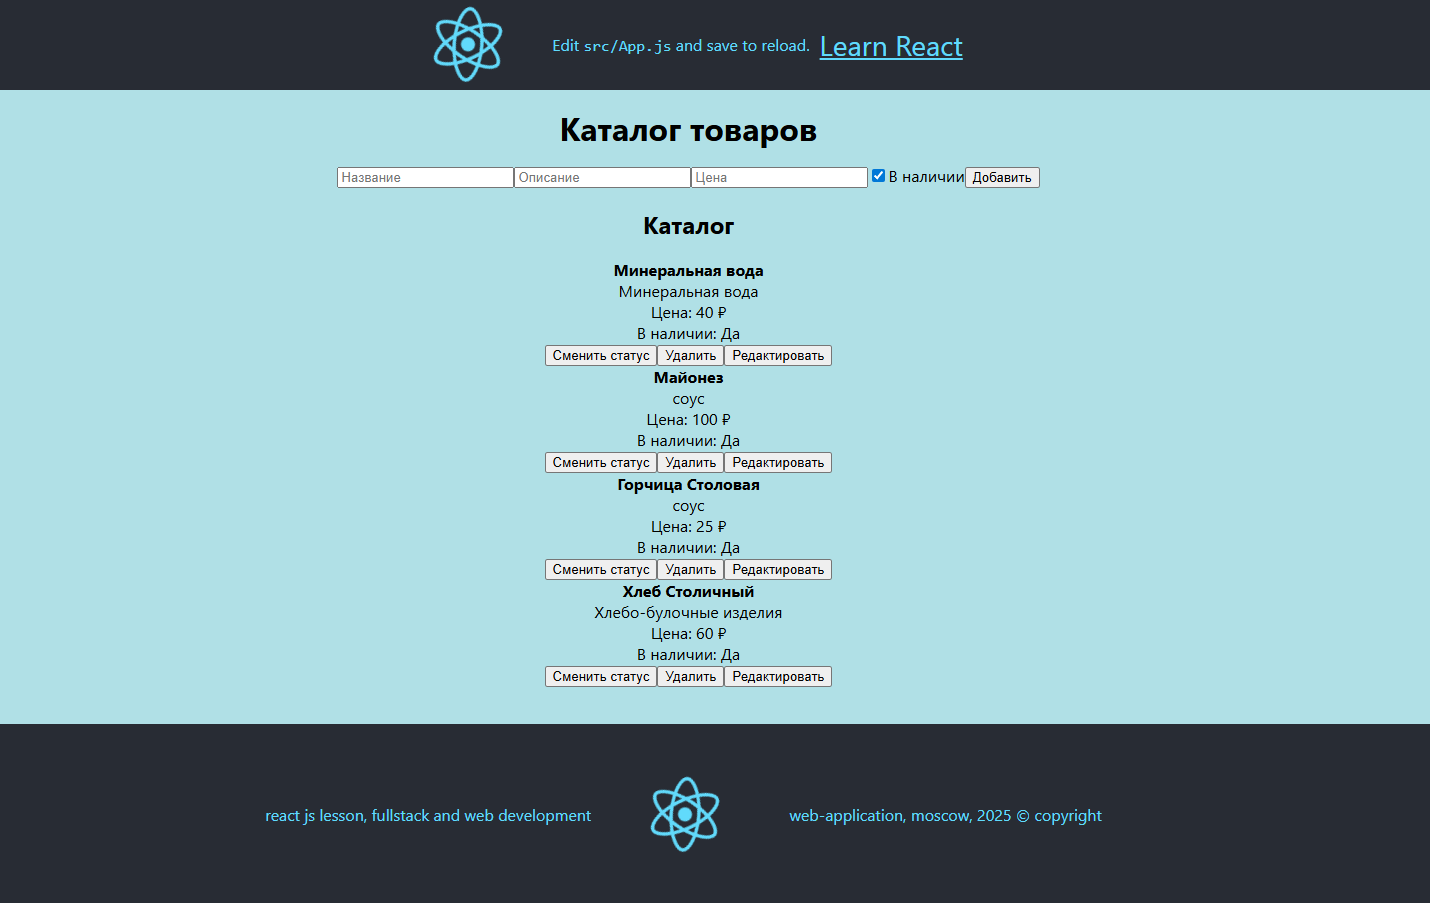 Edit src/App.js and save to reload. Learn React
Каталог товаров
Название Описание Цена В наличии Добавить
Каталог
Минеральная вода
Минеральная вода
Цена: 40 ₽
В наличии: Да
Сменить статус Удалить Редактировать
Майонез
соус
Цена: 100 ₽
В наличии: Да
Сменить статус Удалить Редактировать
Горчица Столовая
соус
Цена: 25 ₽
В наличии: Да
Сменить статус Удалить Редактировать
Хлеб Столичный
Хлебо-булочные изделия
Цена: 60 ₽
В наличии: Да
Сменить статус Удалить Редактировать
react js lesson, fullstack and web development web-application, moscow, 2025 © copyright